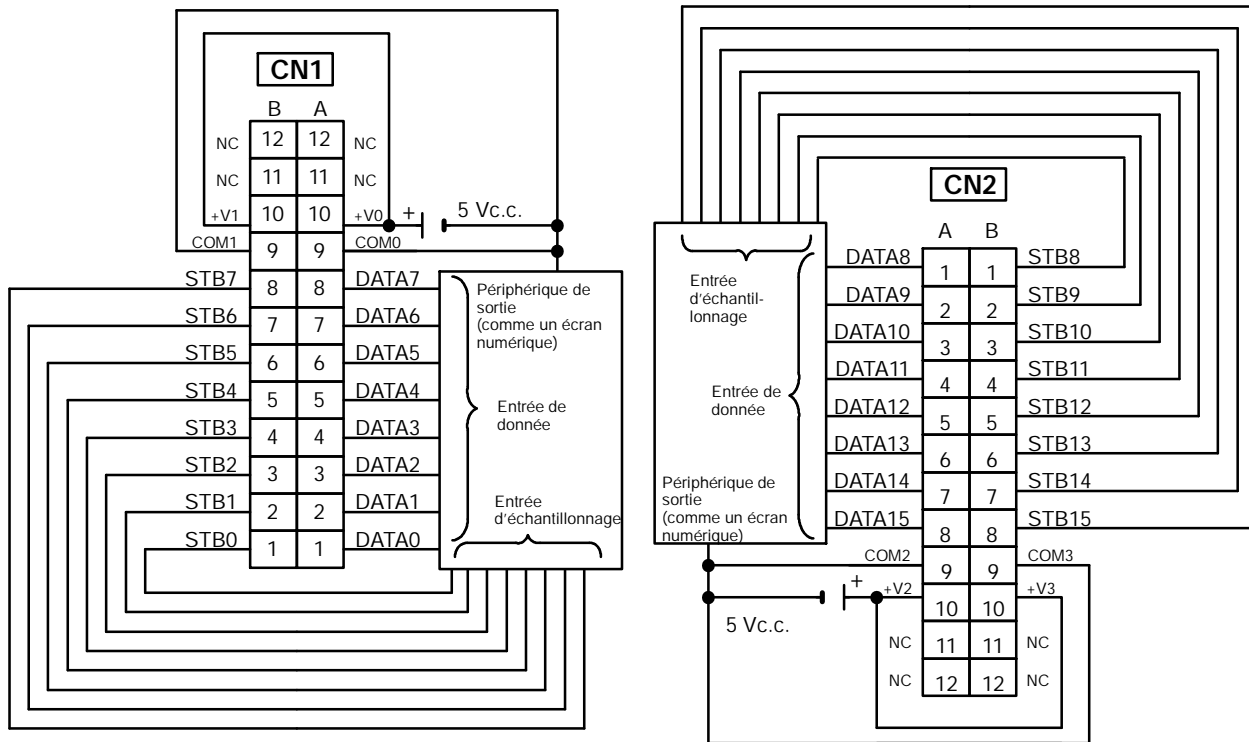 CN1
B A
NC 12 12 NC
NC 11 11 NC
+V1 10 10 +V0 + 5 Vc.c.
COM1 9 9 COM0
STB7 8 8 DATA7
STB6 7 7 DATA6
STB5 6 6 DATA5
STB4 5 5 DATA4
STB3 4 4 DATA3
STB2 3 3 DATA2
STB1 2 2 DATA1
STB0 1 1 DATA0
Périphérique de
sortie
(comme un écran
numérique)
Entrée de
donnée
Entrée
d'échantillonnage
CN2
A B
DATA8 1 1 STB8
DATA9 2 2 STB9
DATA10 3 3 STB10
DATA11 4 4 STB11
DATA12 5 5 STB12
DATA13 6 6 STB13
DATA14 7 7 STB14
DATA15 8 8 STB15
COM2 9 9 COM3
+ +V2 10 10 +V3
5 Vc.c.
NC 11 11 NC
NC 12 12 NC
Entrée
d'échantil-
lonnage
Entrée de
donnée
Périphérique de
sortie
(comme un écran
numérique)